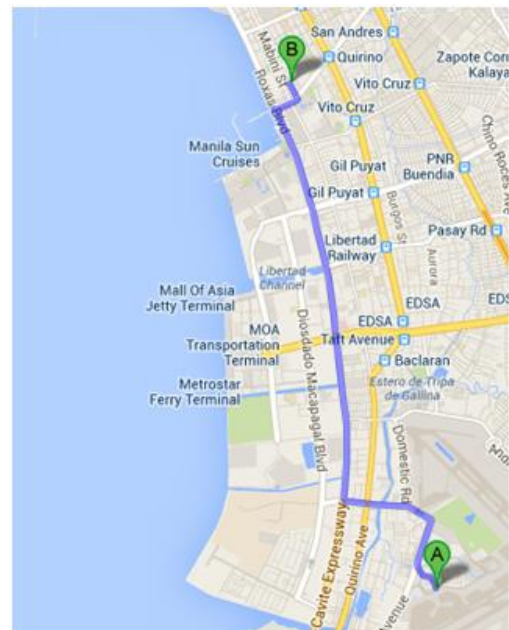 San Andres
B
Quirino
Mabini St
Roxas Blvd
Zapote
Kalaya
Vito Cruz
Vito Cruz
Manila Sun
Cruises
Gil Puyat
PNR
Buendia
Chino Roces Ave
Gil Puyat
Burgos St
Pasay Rd
Libertad
Railway
Aurora
Libertad
Channel
Mall Of Asia
Jetty Terminal
EDSA
EDSA
MOA
Transportation
Terminal
Taft Avenue
Diosdado Macapagal Blvd
Baclaran
Metrostar
Ferry Terminal
Estero de Tripa
de Gallina
Domestic Rd
A
Cavite Expressway
Quirino Ave
Avenue